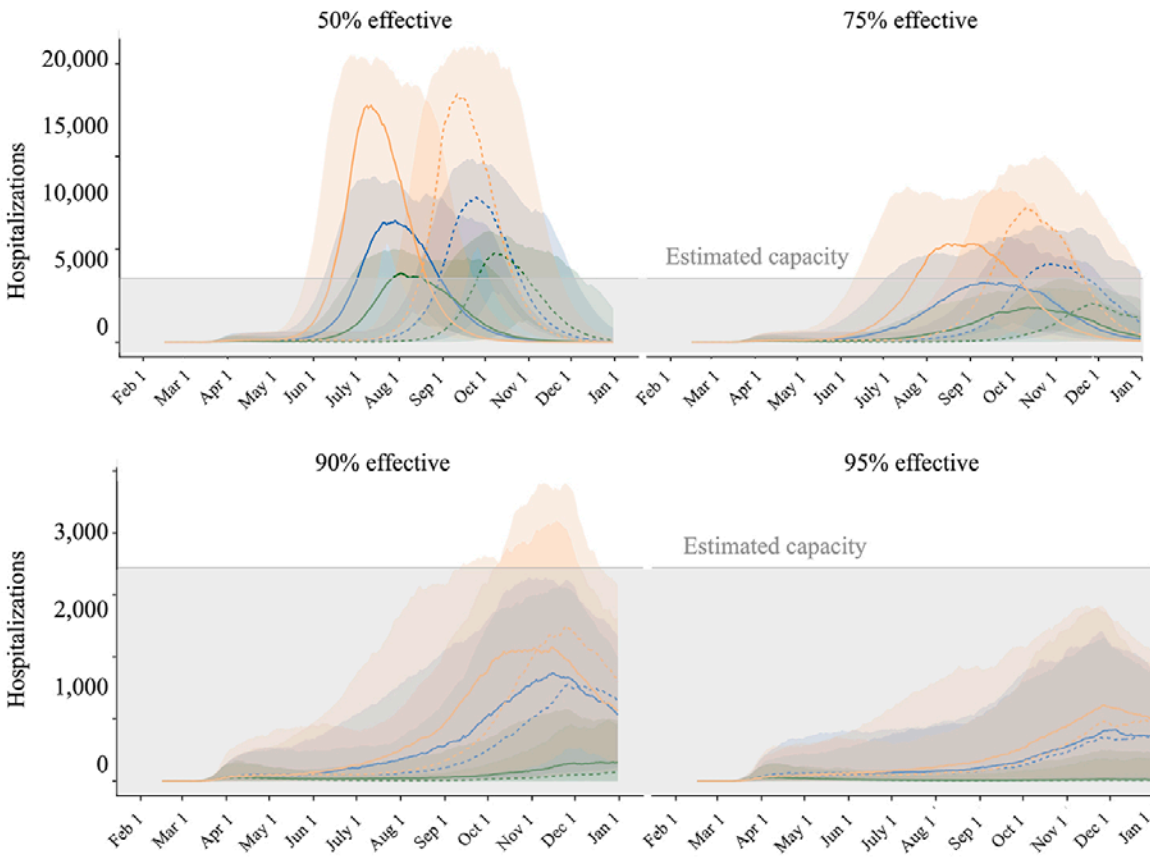 50% effective
75% effective
Hospitalizations
20,000
15,000
10,000
5,000
0
Estimated capacity
Feb 1 Mar 1 Apr 1 May 1 Jun 1 July 1 Aug 1 Sep 1 Oct 1 Nov 1 Dec 1 Jan 1
Feb 1 Mar 1 Apr 1 May 1 Jun 1 July 1 Aug 1 Sep 1 Oct 1 Nov 1 Dec 1 Jan 1
90% effective
95% effective
Hospitalizations
3,000
2,000
1,000
0
Estimated capacity
Feb 1 Mar 1 Apr 1 May 1 Jun 1 July 1 Aug 1 Sep 1 Oct 1 Nov 1 Dec 1 Jan 1
Feb 1 Mar 1 Apr 1 May 1 Jun 1 July 1 Aug 1 Sep 1 Oct 1 Nov 1 Dec 1 Jan 1